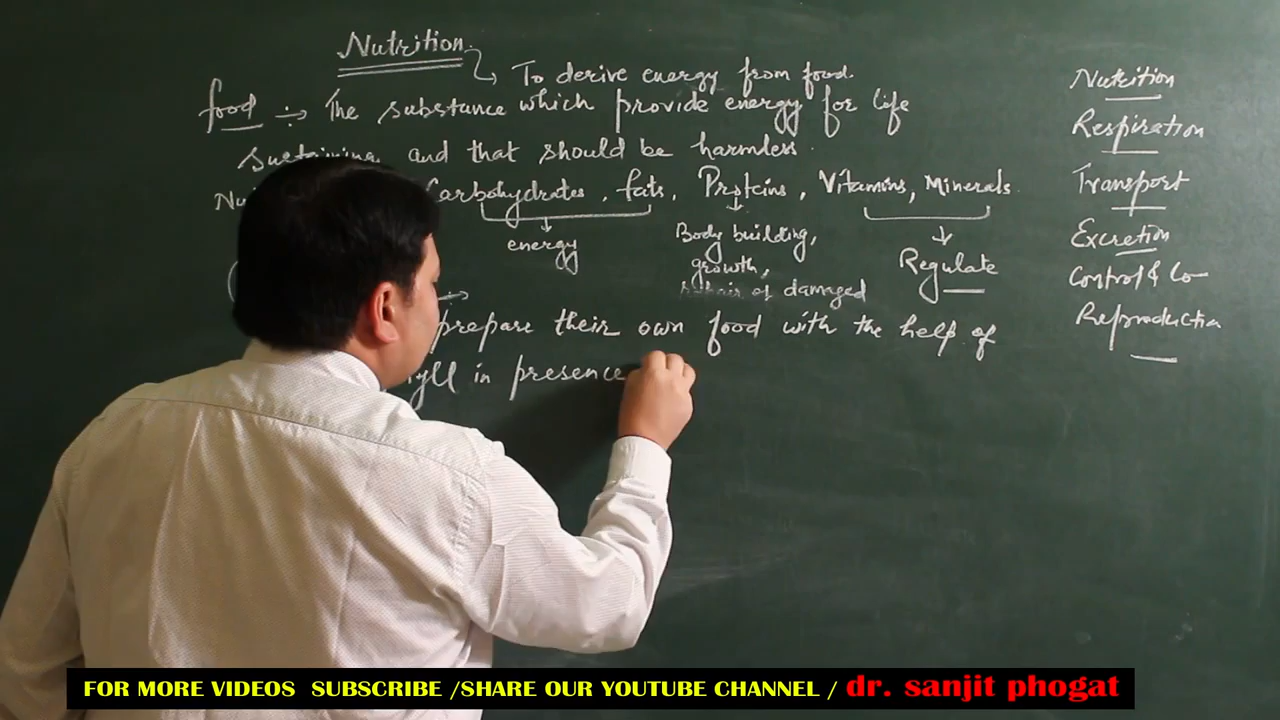 Nutrition
To derive energy from food.
food :- The substance which provide energy for life
sustaining and that should be harmless.
Carbohydrates, fats, Proteins, Vitamins, Minerals.
energy
Body building,
growth,
repair of damaged
Regulate
prepare their own food with the help of
in presence
Nutrition
Respiration
Transport
Excretion
Control & Co-
Reproduction
FOR MORE VIDEOS SUBSCRIBE /SHARE OUR YOUTUBE CHANNEL / dr. sanjit phogat